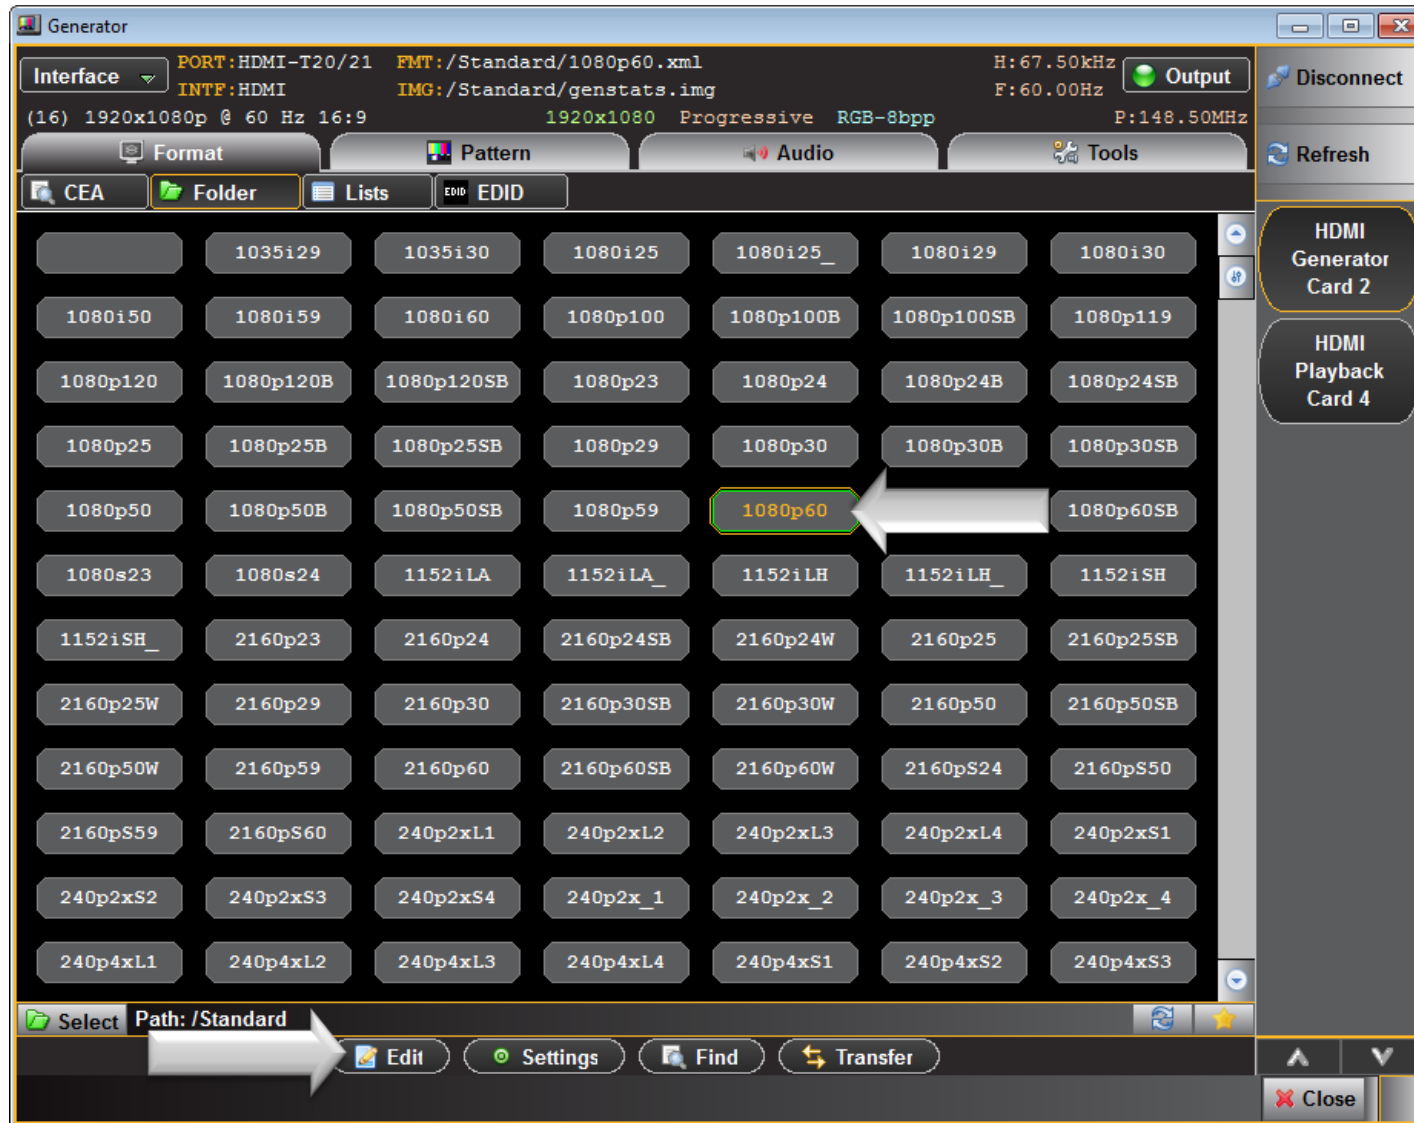 Generator
Interface PORT:HDMI-T20/21 FMT:/Standard/1080p60.xml H:67.50kHz Output
INTF:HDMI IMG:/Standard/genstats.img F:60.00Hz
(16) 1920x1080p @ 60 Hz 16:9 1920x1080 Progressive RGB-8bpp P:148.50MHz
Disconnect
Refresh
Format Pattern Audio Tools
CEA Folder Lists EDID EDID
1035i29 1035i30 1080i25 1080i25_ 1080i29 1080i30
1080i50 1080i59 1080i60 1080p100 1080p100B 1080p100SB 1080p119
1080p120 1080p120B 1080p120SB 1080p23 1080p24 1080p24B 1080p24SB
1080p25 1080p25B 1080p25SB 1080p29 1080p30 1080p30B 1080p30SB
1080p50 1080p50B 1080p50SB 1080p59 1080p60 1080p60SB
1080s23 1080s24 1152iLA 1152iLA_ 1152iLH 1152iLH_ 1152iSH
1152iSH_ 2160p23 2160p24 2160p24SB 2160p24W 2160p25 2160p25SB
2160p25W 2160p29 2160p30 2160p30SB 2160p30W 2160p50 2160p50SB
2160p50W 2160p59 2160p60 2160p60SB 2160p60W 2160pS24 2160pS50
2160pS59 2160pS60 240p2xL1 240p2xL2 240p2xL3 240p2xL4 240p2xS1
240p2xS2 240p2xS3 240p2xS4 240p2x_1 240p2x_2 240p2x_3 240p2x_4
240p4xL1 240p4xL2 240p4xL3 240p4xL4 240p4xS1 240p4xS2 240p4xS3
HDMI
Generator
Card 2
HDMI
Playback
Card 4
Select Path: /Standard
Edit Settings Find Transfer
Close